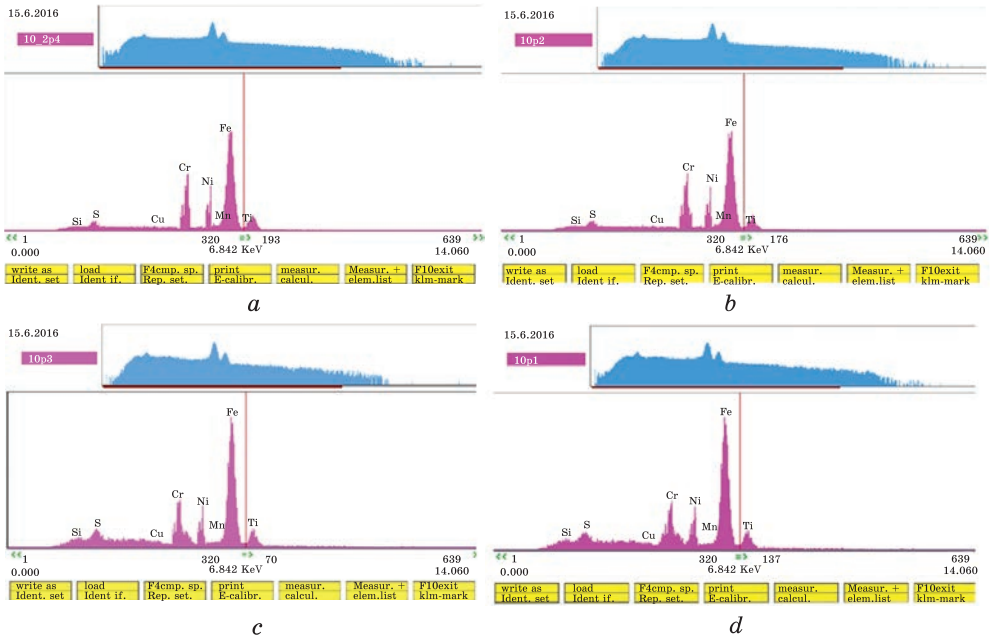 15.6.2016
10_2p4
Fe
Cr
Ni
Si
S
Cu
Mn
Ti
1
320
193
639
0.000
6.842 KeV
14.060
write as
Ident. set
load
Ident if.
F4cmp. sp.
Rep. set.
print
E-calibr.
measur.
calcul.
Measur. +
elem.list
F10exit
klm-mark
a
15.6.2016
10p2
Fe
Cr
Ni
Si
S
Cu
Mn
Ti
1
320
176
639
0.000
6.842 KeV
14.060
write as
Ident. set
load
Ident if.
F4cmp. sp.
Rep. set.
print
E-calibr.
measur.
calcul.
Measur. +
elem.list
F10exit
klm-mark
b
15.6.2016
10p3
Fe
Cr
Ni
Si
S
Cu
Mn
Ti
1
320
70
639
0.000
6.842 KeV
14.060
write as
Ident. set
load
Ident if.
F4cmp. sp.
Rep. set.
print
E-calibr.
measur.
calcul.
Measur. +
elem.list
F10exit
klm-mark
c
15.6.2016
10p1
Fe
Cr
Ni
Si
S
Cu
Mn
Ti
1
320
137
639
0.000
6.842 KeV
14.060
write as
Ident. set
load
Ident if.
F4cmp. sp.
Rep. set.
print
E-calibr.
measur.
calcul.
Measur. +
elem.list
F10exit
klm-mark
d